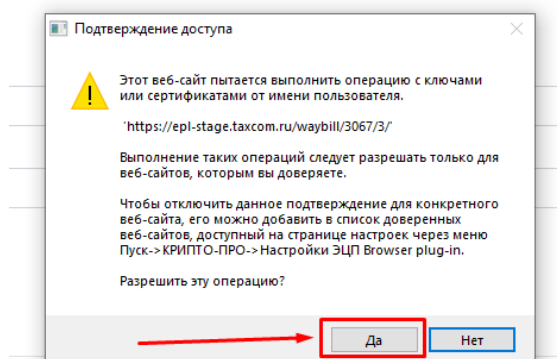 Подтверждение доступа
Этот веб-сайт пытается выполнить операцию с ключами
или сертификатами от имени пользователя.
'https://epl-stage.taxcom.ru/waybill/3067/3/'
Выполнение таких операций следует разрешать только для
веб-сайтов, которым вы доверяете.
Чтобы отключить данное подтверждение для конкретного
веб-сайта, его можно добавить в список доверенных
веб-сайтов, доступный на странице настроек через меню
Пуск->КРИПТО-ПРО->Настройки ЭЦП Browser plug-in.
Разрешить эту операцию?
Да Нет